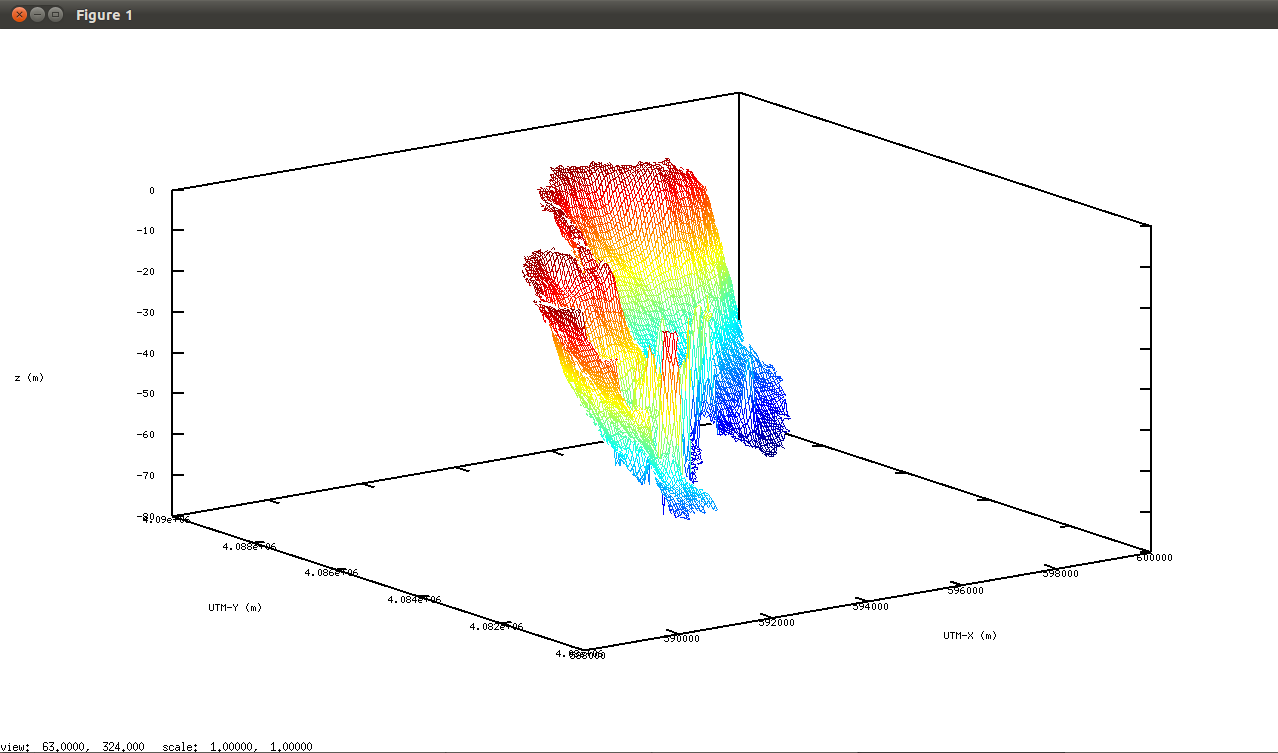 Figure 1
0
-10
-20
-30
-40
-50
-60
-70
-80
z (m)
4.09e+06
4.088e+06
4.086e+06
4.084e+06
4.082e+06
4.08e+06
UTM-Y (m)
588000
590000
592000
594000
596000
598000
600000
UTM-X (m)
view: 63.0000, 324.000 scale: 1.00000, 1.00000